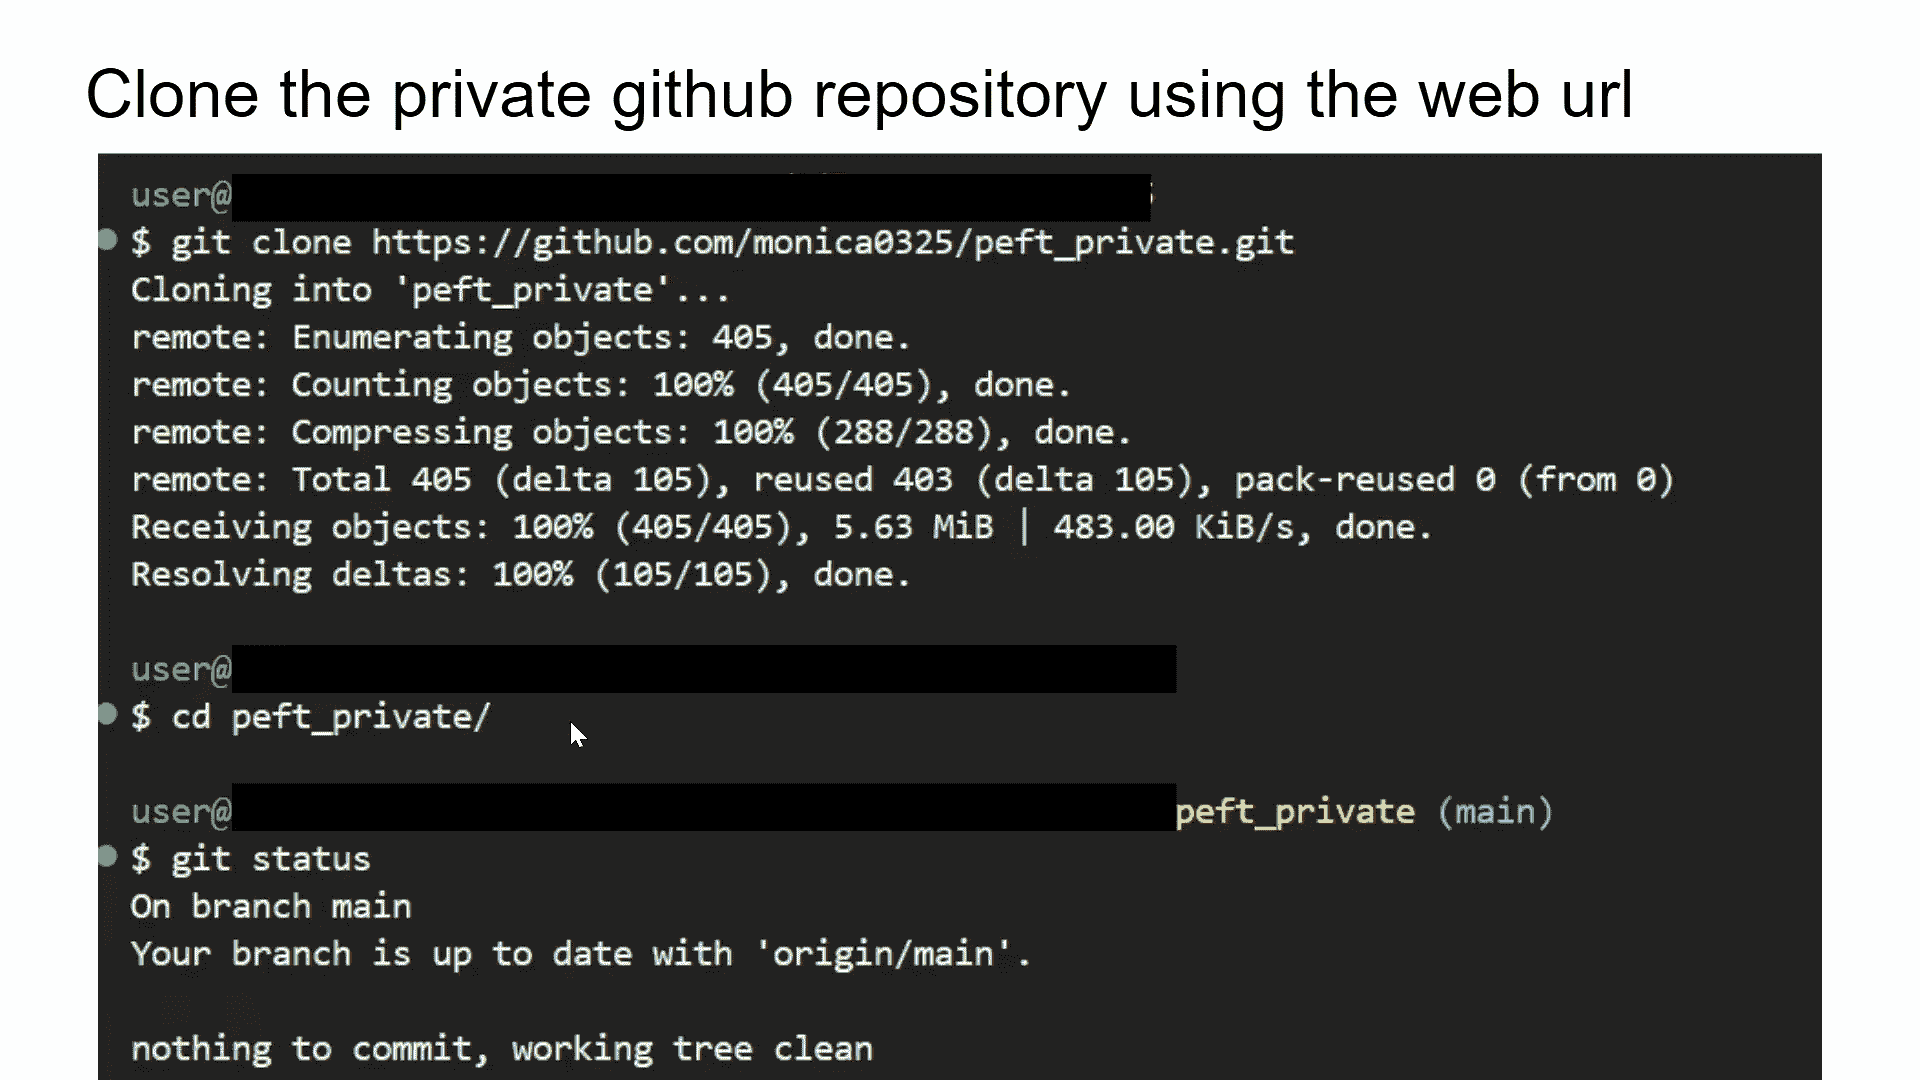 Clone the private github repository using the web url
user@
$ git clone https://github.com/monica0325/peft_private.git
Cloning into 'peft_private'...
remote: Enumerating objects: 405, done.
remote: Counting objects: 100% (405/405), done.
remote: Compressing objects: 100% (288/288), done.
remote: Total 405 (delta 105), reused 403 (delta 105), pack-reused 0 (from 0)
Receiving objects: 100% (405/405), 5.63 MiB | 483.00 KiB/s, done.
Resolving deltas: 100% (105/105), done.
user@
$ cd peft_private/
user@ peft_private (main)
$ git status
On branch main
Your branch is up to date with 'origin/main'.
nothing to commit, working tree clean